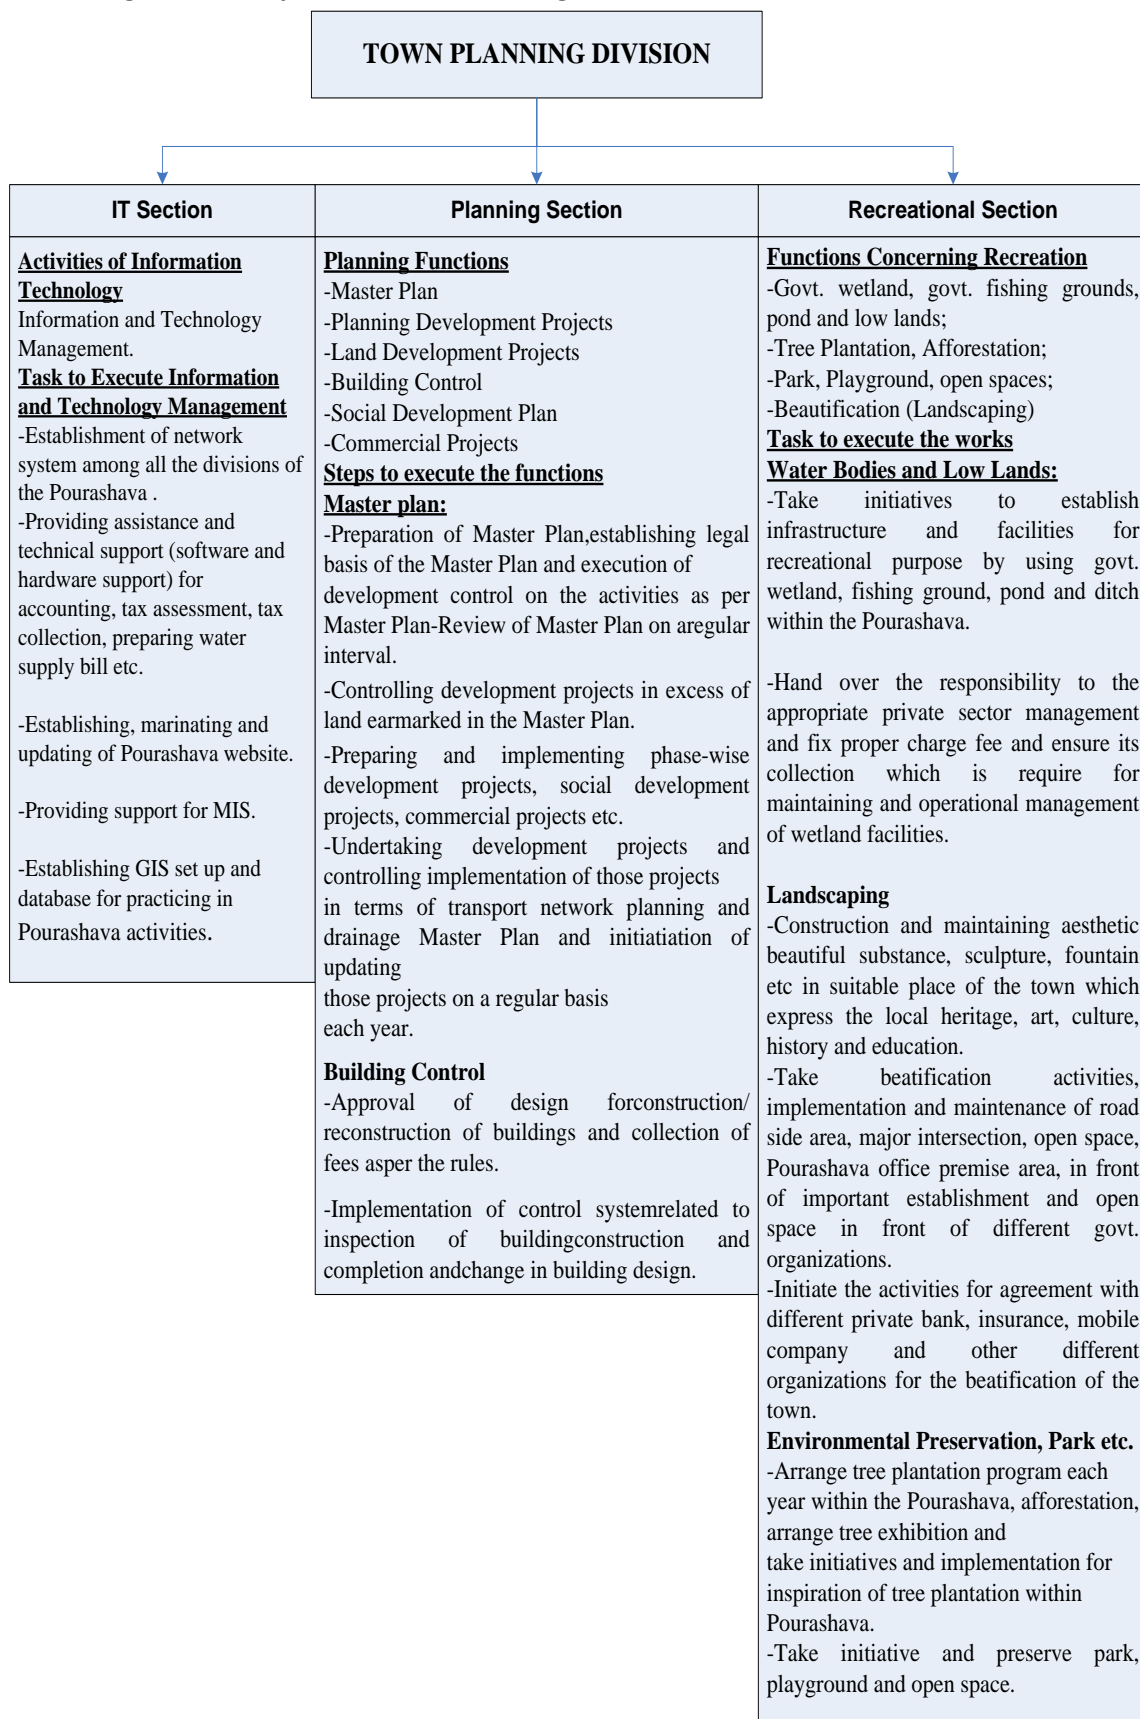 TOWN PLANNING DIVISION
IT Section
Activities of Information
Technology
Information and Technology
Management.
Task to Execute Information
and Technology Management
-Establishment of network
system among all the divisions of
the Pourashava .
-Providing assistance and
technical support (software and
hardware support) for
accounting, tax assessment, tax
collection, preparing water
supply bill etc.
-Establishing, marinating and
updating of Pourashava website.
-Providing support for MIS.
-Establishing GIS set up and
database for practicing in
Pourashava activities.
Planning Section
Planning Functions
-Master Plan
-Planning Development Projects
-Land Development Projects
-Building Control
-Social Development Plan
-Commercial Projects
Steps to execute the functions
Master plan:
-Preparation of Master Plan,establishing legal
basis of the Master Plan and execution of
development control on the activities as per
Master Plan-Review of Master Plan on aregular
interval.
-Controlling development projects in excess of
land earmarked in the Master Plan.
-Preparing and implementing phase-wise
development projects, social development
projects, commercial projects etc.
-Undertaking development projects and
controlling implementation of those projects
in terms of transport network planning and
drainage Master Plan and initiatiation of
updating
those projects on a regular basis
each year.
Building Control
-Approval of design forconstruction/
reconstruction of buildings and collection of
fees asper the rules.
-Implementation of control systemrelated to
inspection of buildingconstruction and
completion andchange in building design.
Recreational Section
Functions Concerning Recreation
-Govt. wetland, govt. fishing grounds,
pond and low lands;
-Tree Plantation, Afforestation;
-Park, Playground, open spaces;
-Beautification (Landscaping)
Task to execute the works
Water Bodies and Low Lands:
-Take initiatives to establish
infrastructure and facilities for
recreational purpose by using govt.
wetland, fishing ground, pond and ditch
within the Pourashava.
-Hand over the responsibility to the
appropriate private sector management
and fix proper charge fee and ensure its
collection which is require for
maintaining and operational management
of wetland facilities.
Landscaping
-Construction and maintaining aesthetic
beautiful substance, sculpture, fountain
etc in suitable place of the town which
express the local heritage, art, culture,
history and education.
-Take beatification activities,
implementation and maintenance of road
side area, major intersection, open space,
Pourashava office premise area, in front
of important establishment and open
space in front of different govt.
organizations.
-Initiate the activities for agreement with
different private bank, insurance, mobile
company and other different
organizations for the beatification of the
town.
Environmental Preservation, Park etc.
-Arrange tree plantation program each
year within the Pourashava, afforestation,
arrange tree exhibition and
take initiatives and implementation for
inspiration of tree plantation within
Pourashava.
-Take initiative and preserve park,
playground and open space.